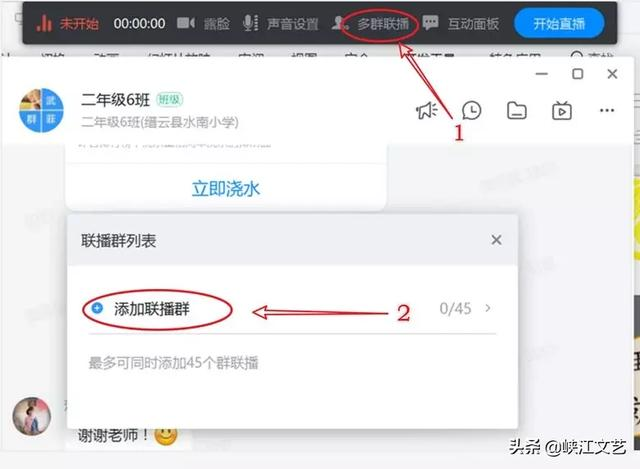 未开始 00:00:00 露脸 声音设置 多群联播 互动面板 开始直播
1
二年级6班 班级
二年级6班(缙云县水南小学)
武
群 菲
立即浇水
联播群列表
添加联播群 2 0/45
最多可同时添加45个群联播
谢谢老师！
头条 @峡江文艺